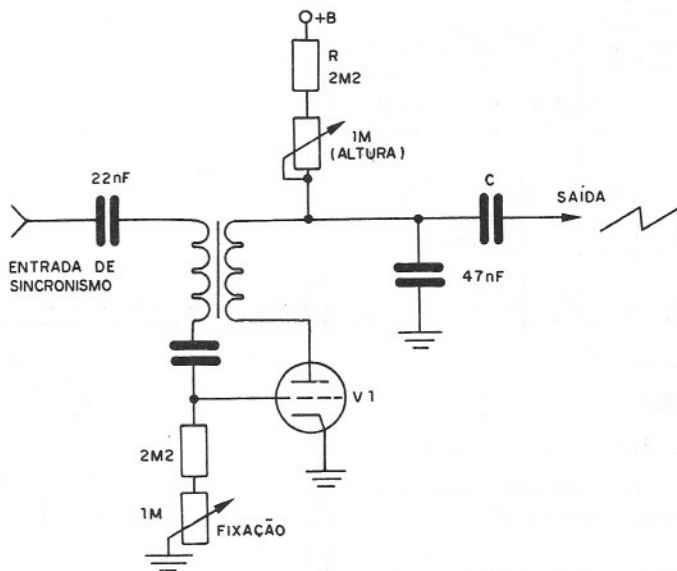 +B
R
2M2
1M
(ALTURA)
22nF
C
SAÍDA
ENTRADA DE
SINCRONISMO
47nF
V1
2M2
1M
FIXAÇÃO